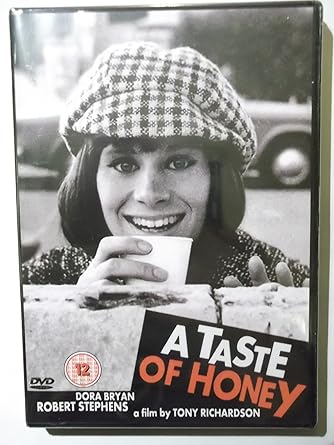 A TASTE
OF HONEY
DVD
12
DORA BRYAN
ROBERT STEPHENS
a film by TONY RICHARDSON